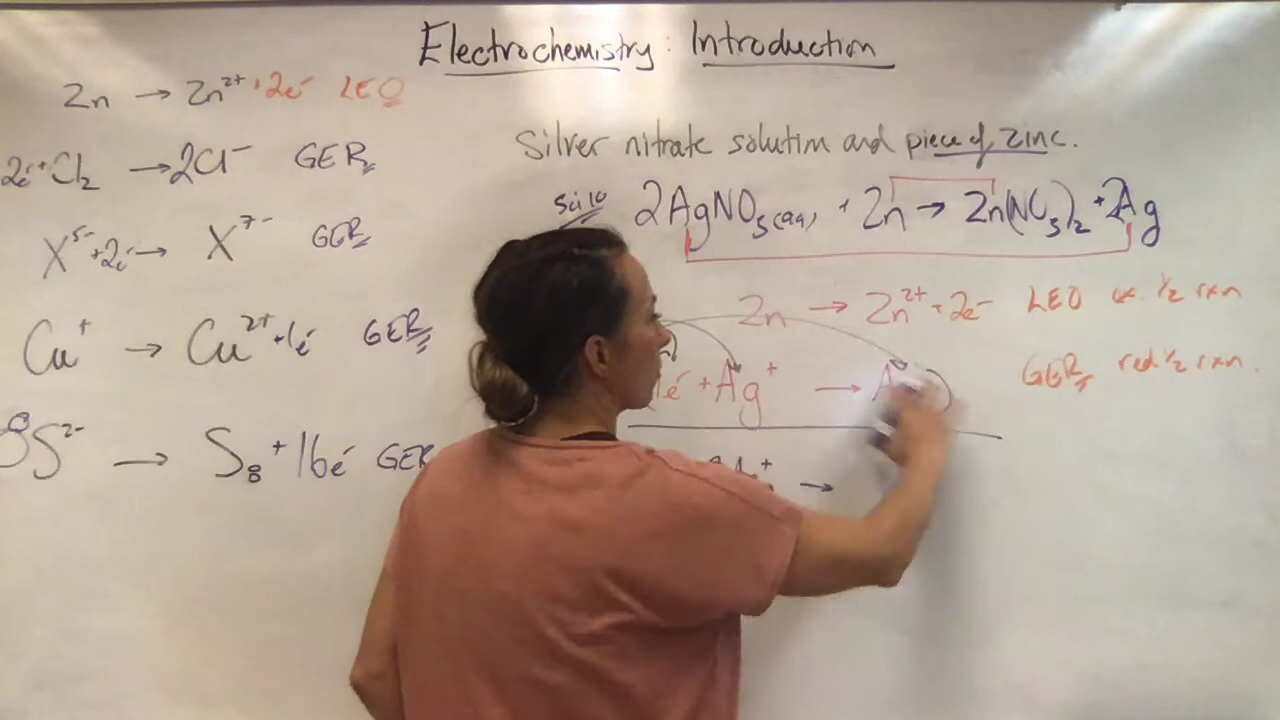 Electrochemistry: Introduction
Zn → Zn²⁺ + 2e⁻ LEO
2e⁻ + Cl₂ → 2Cl⁻ GER
X⁵⁻ + 2e⁻ → X⁷⁻ GER
Cu⁺ → Cu²⁺ + 1e⁻ GER
8S²⁻ → S₈ + 16e⁻ GER
Silver nitrate solution and piece of zinc.
Sci 10
2AgNO₃(aq) + Zn → Zn(NO₃)₂ + 2Ag
Zn → Zn²⁺ + 2e⁻ LEO ox. 1/2 rxn
1e⁻ + Ag⁺ → A GER red 1/2 rxn.
→